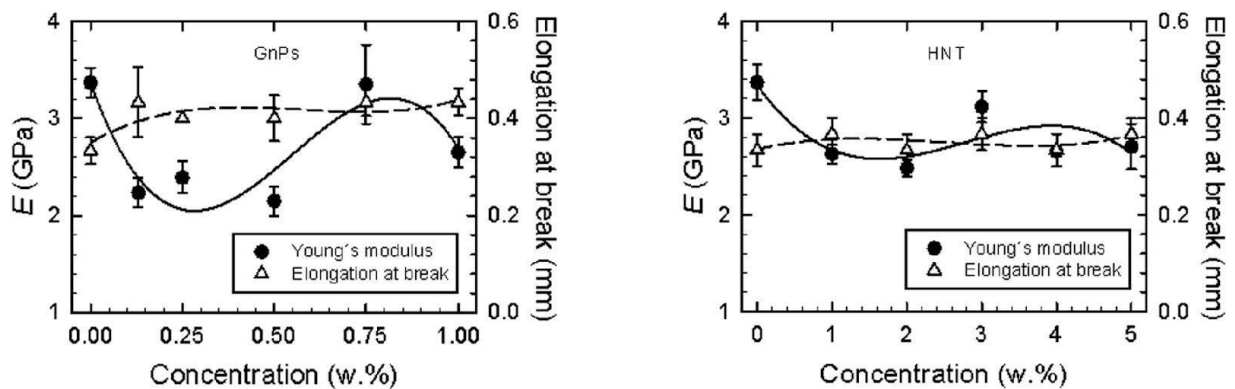 4
3
2
1
E (GPa)
GnPs
Young´s modulus
Elongation at break
0.6
0.4
0.2
0.0
Elongation at break (mm)
0.00 0.25 0.50 0.75 1.00
Concentration (w.%)
4
3
2
1
E (GPa)
HNT
Young´s modulus
Elongation at break
0.6
0.4
0.2
0.0
Elongation at break (mm)
0 1 2 3 4 5
Concentration (w.%)